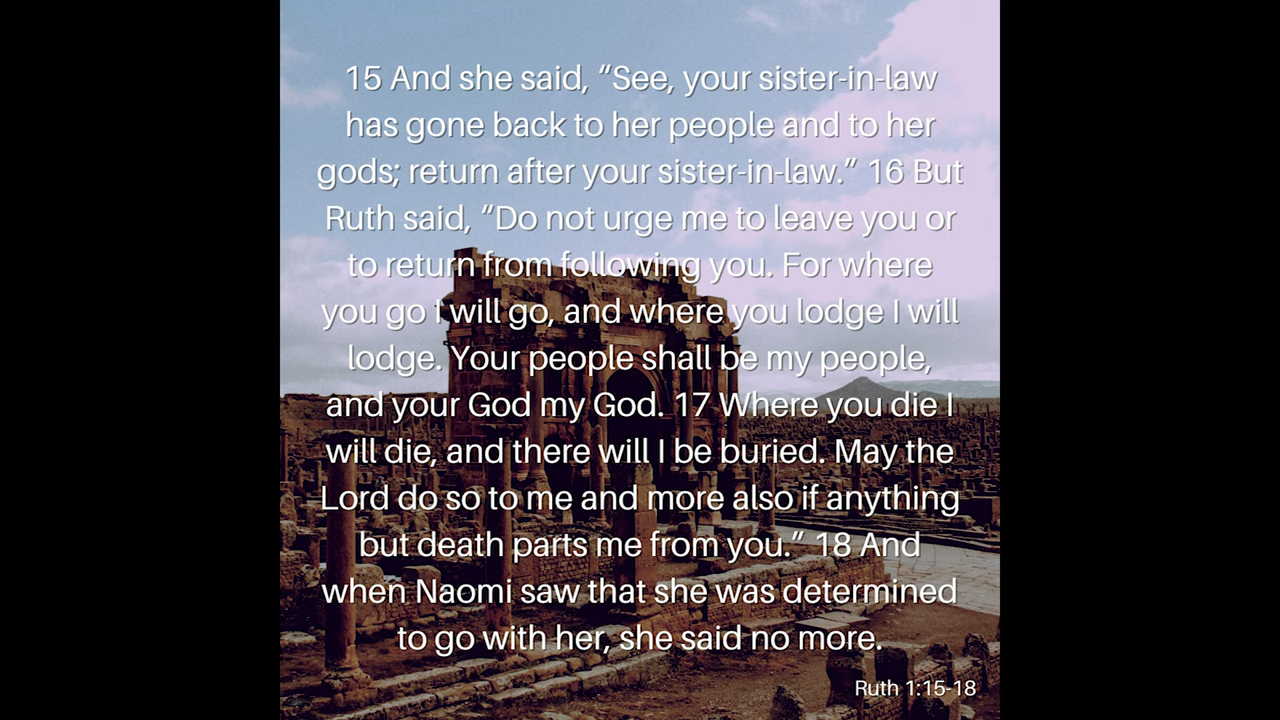 15 And she said, “See, your sister-in-law
has gone back to her people and to her
gods; return after your sister-in-law.” 16 But
Ruth said, “Do not urge me to leave you or
to return from following you. For where
you go I will go, and where you lodge I will
lodge. Your people shall be my people,
and your God my God. 17 Where you die I
will die, and there will I be buried. May the
Lord do so to me and more also if anything
but death parts me from you.” 18 And
when Naomi saw that she was determined
to go with her, she said no more.
Ruth 1:15-18